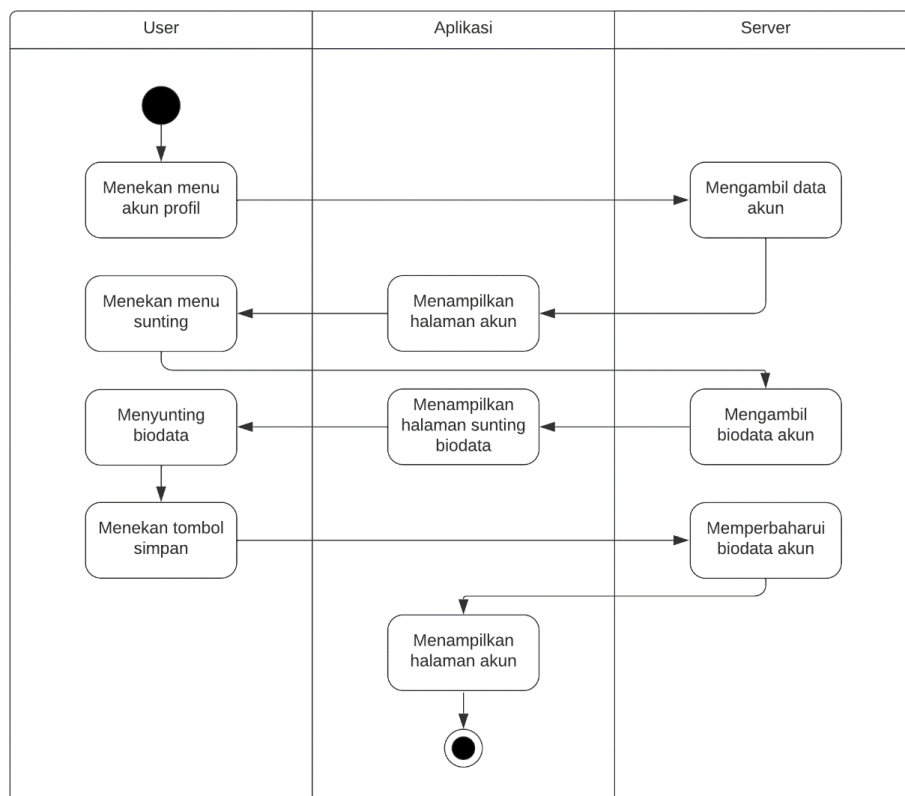 User
Aplikasi
Server
Menekan menu
akun profil
Mengambil data
akun
Menampilkan
halaman akun
Menekan menu
sunting
Mengambil
biodata akun
Menampilkan
halaman sunting
biodata
Menyunting
biodata
Menekan tombol
simpan
Memperbaharui
biodata akun
Menampilkan
halaman akun